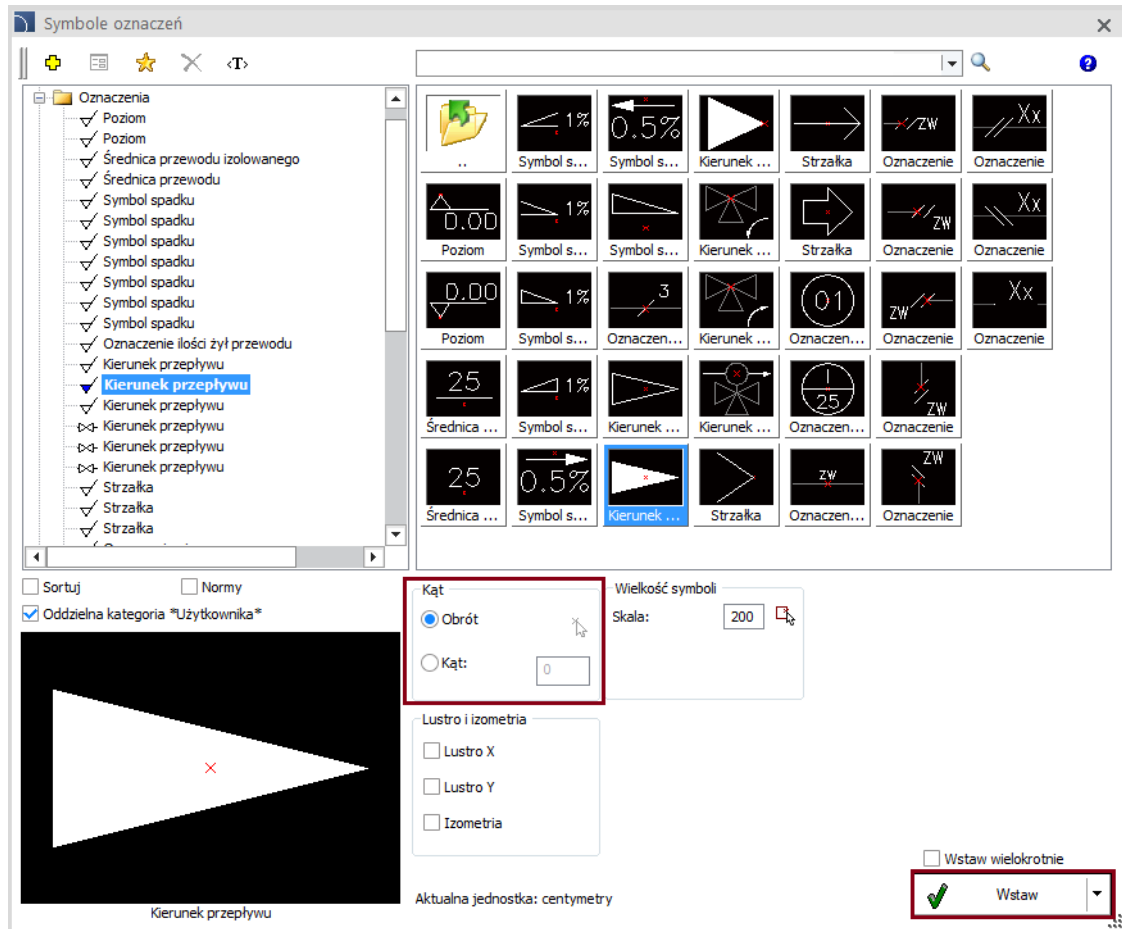 Symbole oznaczeń
‹T›
Oznaczenia
Poziom
Poziom
Średnica przewodu izolowanego
Średnica przewodu
Symbol spadku
Symbol spadku
Symbol spadku
Symbol spadku
Symbol spadku
Symbol spadku
Symbol spadku
Oznaczenie ilości żył przewodu
Kierunek przepływu
Kierunek przepływu
Kierunek przepływu
Kierunek przepływu
Kierunek przepływu
Kierunek przepływu
Strzałka
Strzałka
Strzałka
1% 0.5% ZW Xx
.. Symbol s... Symbol s... Kierunek ... Strzałka Oznaczenie Oznaczenie
0.00 1% ZW Xx
Poziom Symbol s... Symbol s... Kierunek ... Strzałka Oznaczenie Oznaczenie
0.00 1% 3 01 ZW Xx
Poziom Symbol s... Oznaczen... Kierunek ... Oznaczen... Oznaczenie Oznaczenie
25 1% 1 25 ZW
Średnica ... Symbol s... Kierunek ... Kierunek ... Oznaczen... Oznaczenie
25 0.5% ZW ZW
Średnica ... Symbol s... Kierunek ... Strzałka Oznaczen... Oznaczenie
Sortuj Normy
Oddzielna kategoria *Użytkownika*
Kierunek przepływu
Kąt
Obrót
Kąt: 0
Wielkość symboli
Skala: 200
Lustro i izometria
Lustro X
Lustro Y
Izometria
Aktualna jednostka: centymetry
Wstaw wielokrotnie
Wstaw